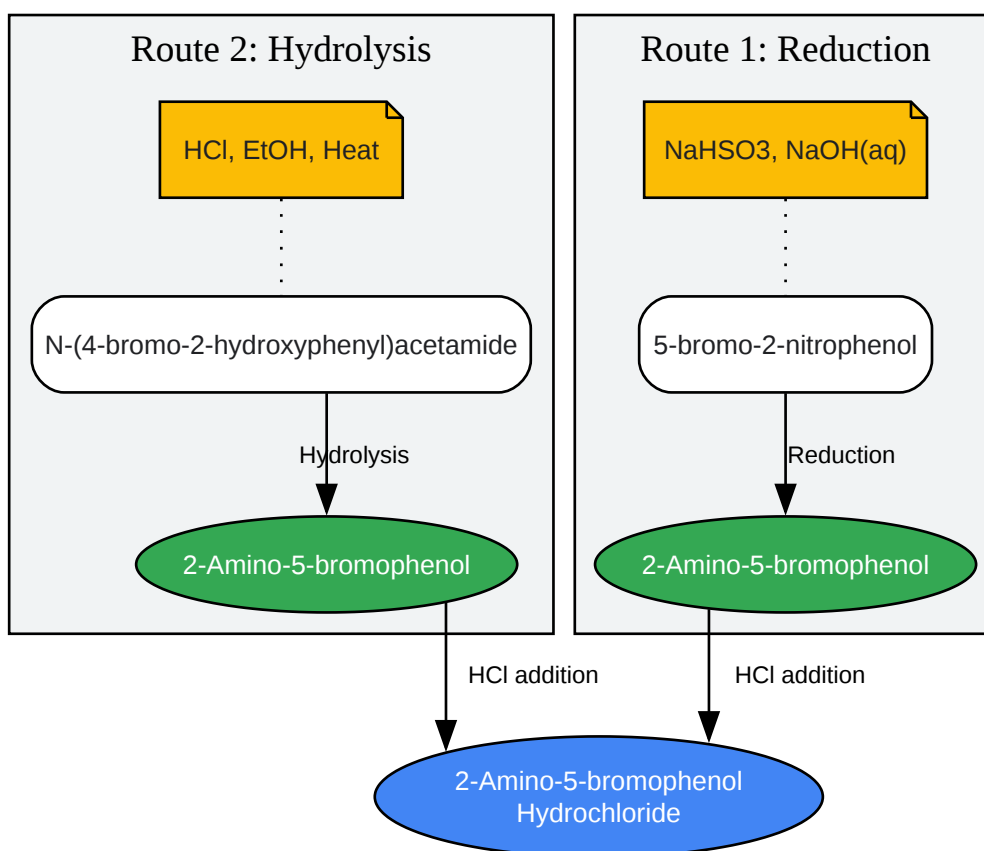 Route 2: Hydrolysis
HCl, EtOH, Heat
N-(4-bromo-2-hydroxyphenyl)acetamide
Hydrolysis
2-Amino-5-bromophenol
HCl addition
Route 1: Reduction
NaHSO3, NaOH(aq)
5-bromo-2-nitrophenol
Reduction
2-Amino-5-bromophenol
HCl addition
2-Amino-5-bromophenol
Hydrochloride